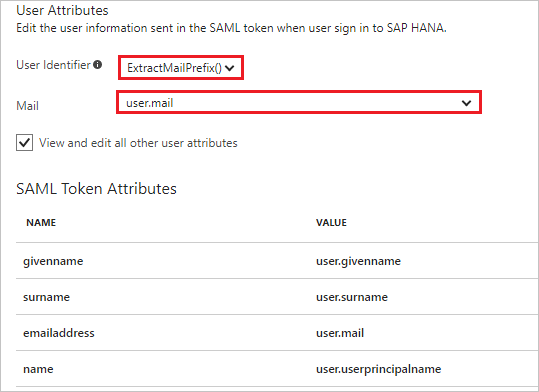 User Attributes
Edit the user information sent in the SAML token when user sign in to SAP HANA.
User Identifier ExtractMailPrefix()
Mail user.mail
View and edit all other user attributes
SAML Token Attributes
NAME VALUE
givenname user.givenname
surname user.surname
emailaddress user.mail
name user.userprincipalname